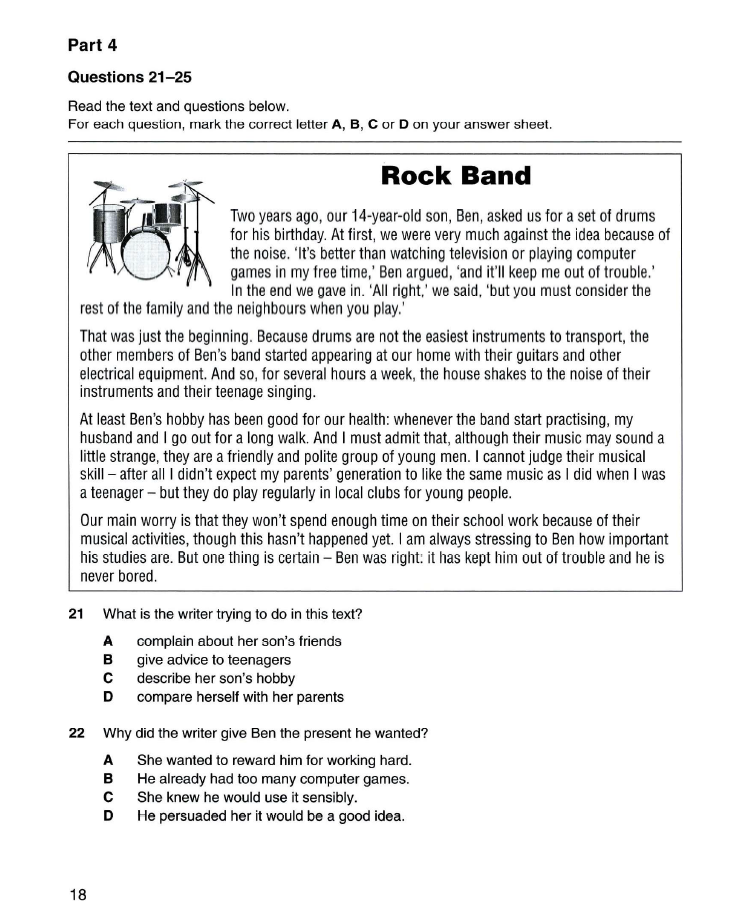 Part 4
Questions 21–25
Read the text and questions below.
For each question, mark the correct letter A, B, C or D on your answer sheet.
Rock Band
Two years ago, our 14-year-old son, Ben, asked us for a set of drums
for his birthday. At first, we were very much against the idea because of
the noise. 'It's better than watching television or playing computer
games in my free time,' Ben argued, 'and it'll keep me out of trouble.'
In the end we gave in. 'All right,' we said, 'but you must consider the
rest of the family and the neighbours when you play.'
That was just the beginning. Because drums are not the easiest instruments to transport, the
other members of Ben's band started appearing at our home with their guitars and other
electrical equipment. And so, for several hours a week, the house shakes to the noise of their
instruments and their teenage singing.
At least Ben's hobby has been good for our health: whenever the band start practising, my
husband and I go out for a long walk. And I must admit that, although their music may sound a
little strange, they are a friendly and polite group of young men. I cannot judge their musical
skill – after all I didn't expect my parents' generation to like the same music as I did when I was
a teenager – but they do play regularly in local clubs for young people.
Our main worry is that they won't spend enough time on their school work because of their
musical activities, though this hasn't happened yet. I am always stressing to Ben how important
his studies are. But one thing is certain – Ben was right: it has kept him out of trouble and he is
never bored.
21 What is the writer trying to do in this text?
A complain about her son's friends
B give advice to teenagers
C describe her son's hobby
D compare herself with her parents
22 Why did the writer give Ben the present he wanted?
A She wanted to reward him for working hard.
B He already had too many computer games.
C She knew he would use it sensibly.
D He persuaded her it would be a good idea.
18